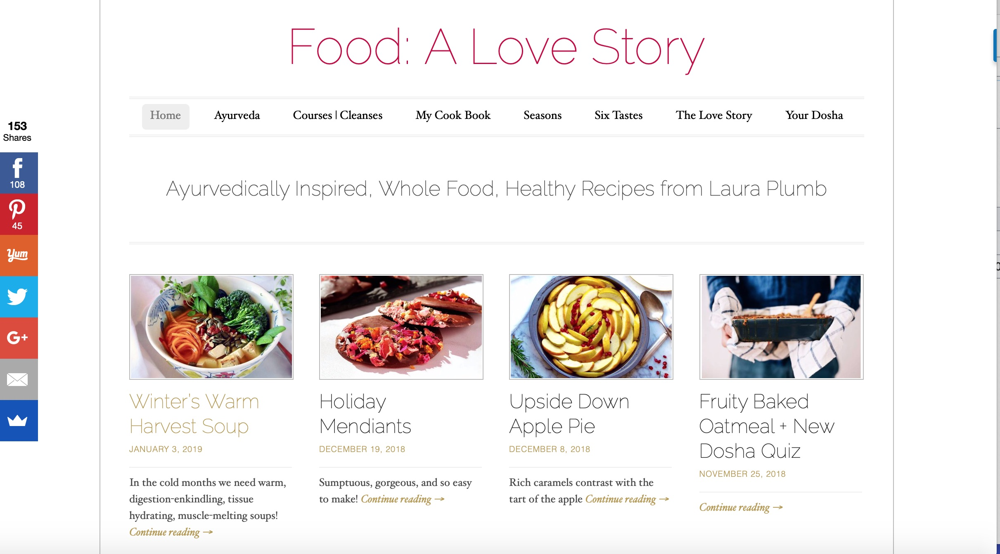 Food: A Love Story
Home Ayurveda Courses | Cleanses My Cook Book Seasons Six Tastes The Love Story Your Dosha
153
Shares
108
45
Yum
G+
Ayurvedically Inspired, Whole Food, Healthy Recipes from Laura Plumb
Winter's Warm
Harvest Soup
JANUARY 3, 2019
In the cold months we need warm,
digestion-enkindling, tissue
hydrating, muscle-melting soups!
Continue reading →
Holiday
Mendiants
DECEMBER 19, 2018
Sumptuous, gorgeous, and so easy
to make! Continue reading →
Upside Down
Apple Pie
DECEMBER 8, 2018
Rich caramels contrast with the
tart of the apple Continue reading →
Fruity Baked
Oatmeal + New
Dosha Quiz
NOVEMBER 25, 2018
Continue reading →